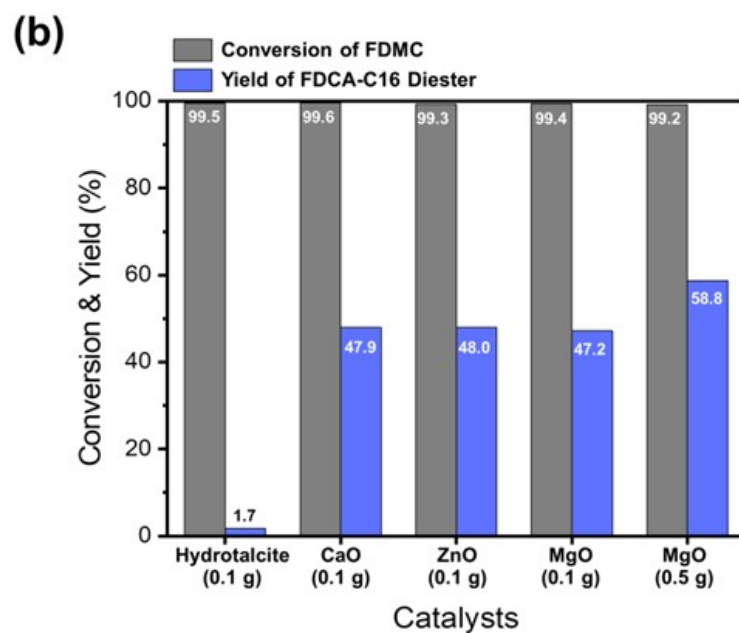 (b)
Conversion of FDMC
Yield of FDCA-C16 Diester
Conversion & Yield (%)
100
80
60
40
20
0
99.5
1.7
99.6
47.9
99.3
48.0
99.4
47.2
99.2
58.8
Hydrotalcite CaO ZnO MgO MgO
(0.1 g) (0.1 g) (0.1 g) (0.1 g) (0.5 g)
Catalysts